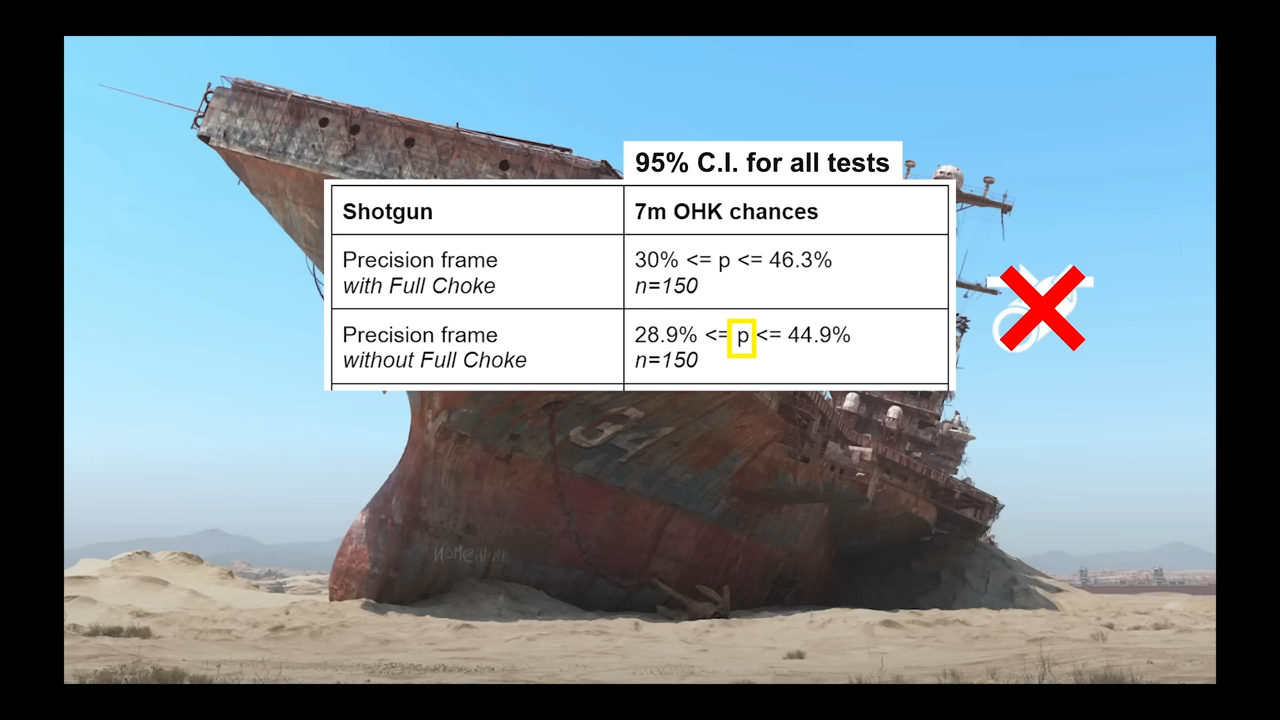 95% C.I. for all tests
Shotgun
7m OHK chances
Precision frame
with Full Choke
30% <= p <= 46.3%
n=150
Precision frame
without Full Choke
28.9% <= p <= 44.9%
n=150